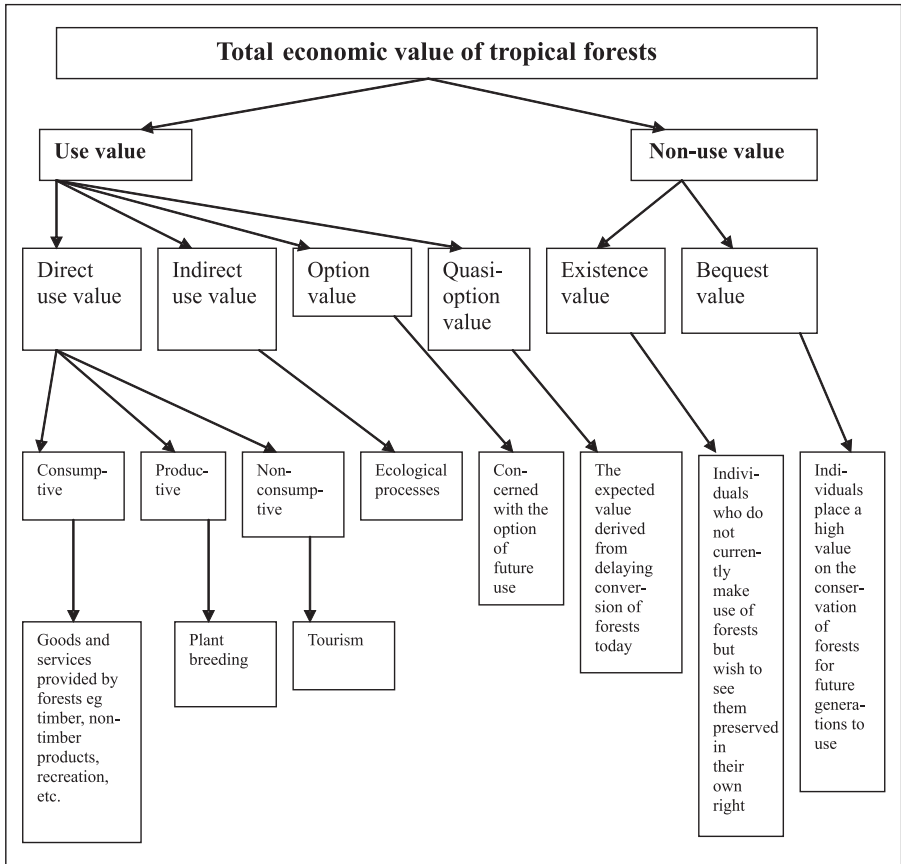 Total economic value of tropical forests
Use value
Non-use value
Direct
use value
Indirect
use value
Option
value
Quasi-
option
value
Existence
value
Bequest
value
Consump-
tive
Produc-
tive
Non-
consump-
tive
Ecological
processes
Con-
cerned
with the
option
of
future
use
The
expected
value
derived
from
delaying
conver-
sion of
forests
today
Indivi-
duals
who do
not
curren-
tly
make
use of
forests
but
wish to
see
them
preserved
in
their
own
right
Indi-
viduals
place a
high
value
on the
conser-
vation
of
forests
for
future
genera-
tions to
use
Goods and
services
provided by
forests eg
timber, non-
timber
products,
recreation,
etc.
Plant
breeding
Tourism